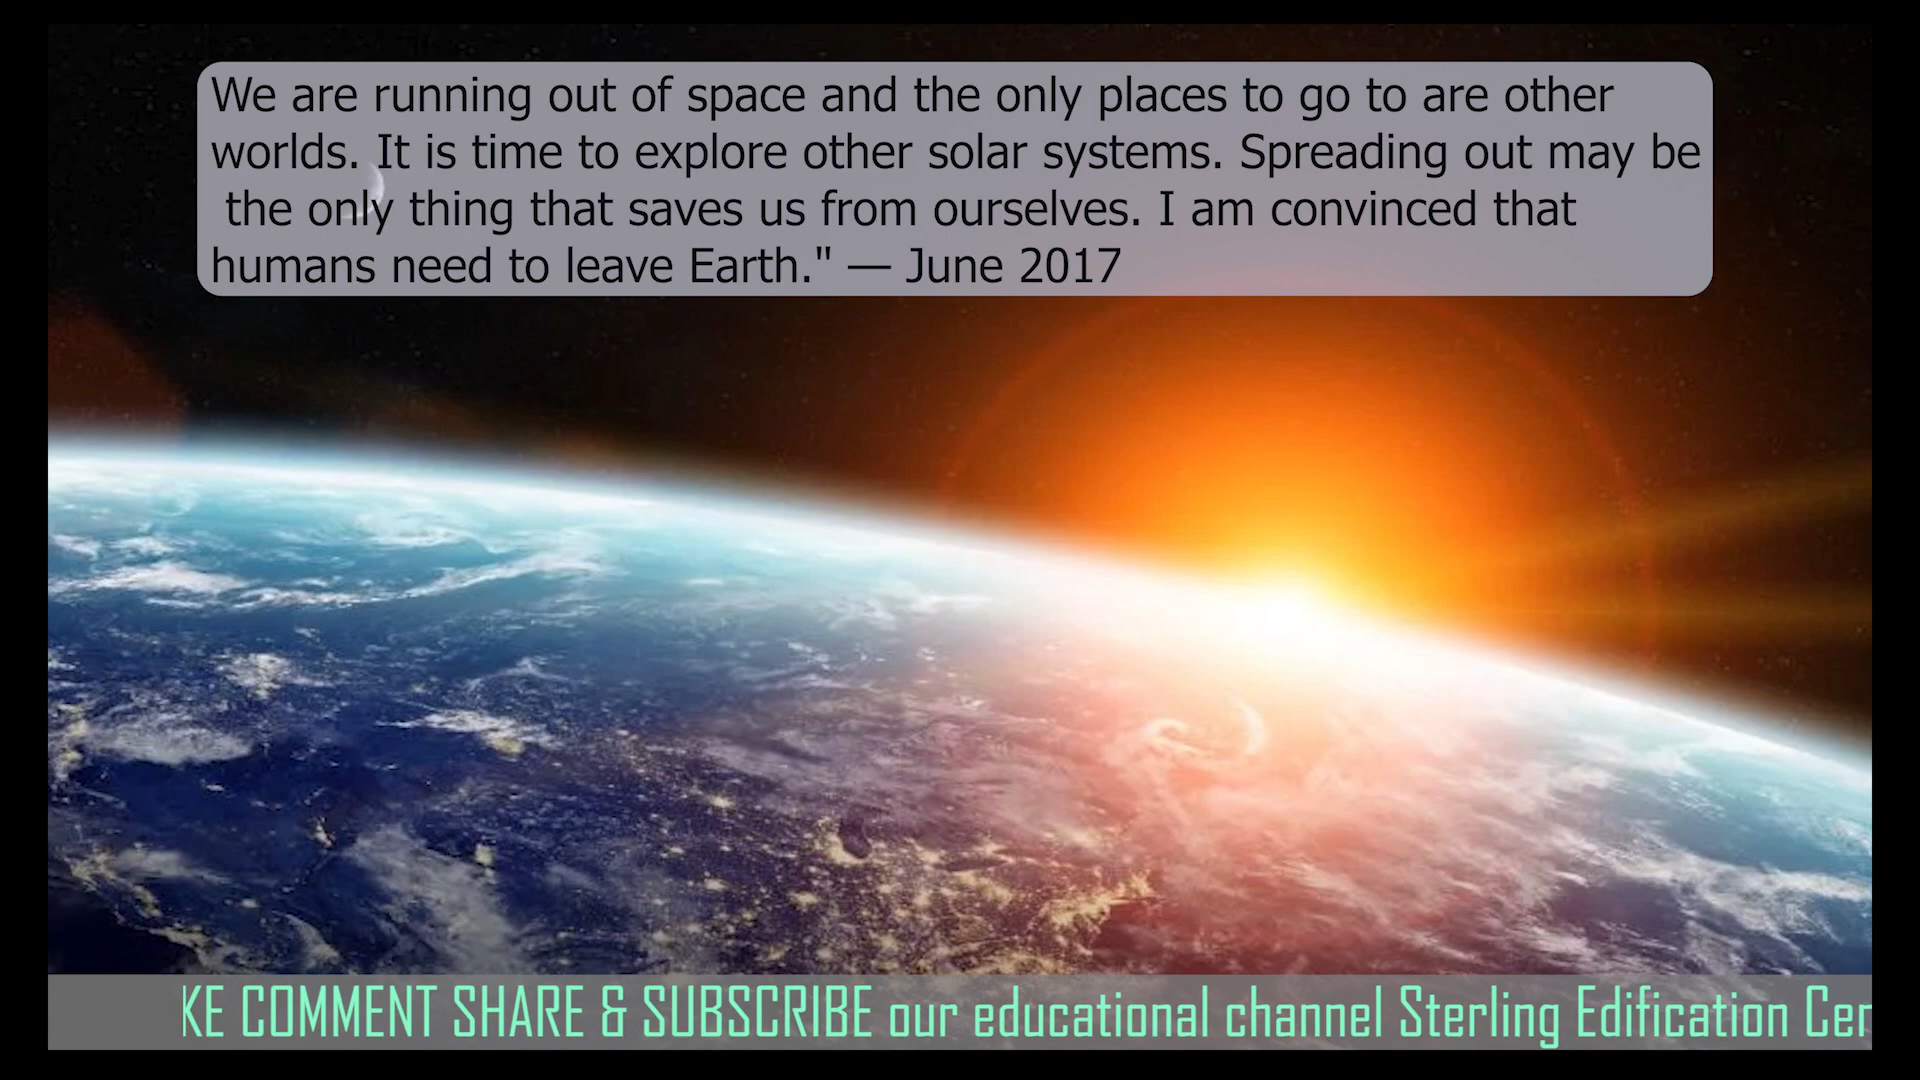 We are running out of space and the only places to go to are other
worlds. It is time to explore other solar systems. Spreading out may be
the only thing that saves us from ourselves. I am convinced that
humans need to leave Earth." — June 2017
KE COMMENT SHARE & SUBSCRIBE our educational channel Sterling Edification Cer